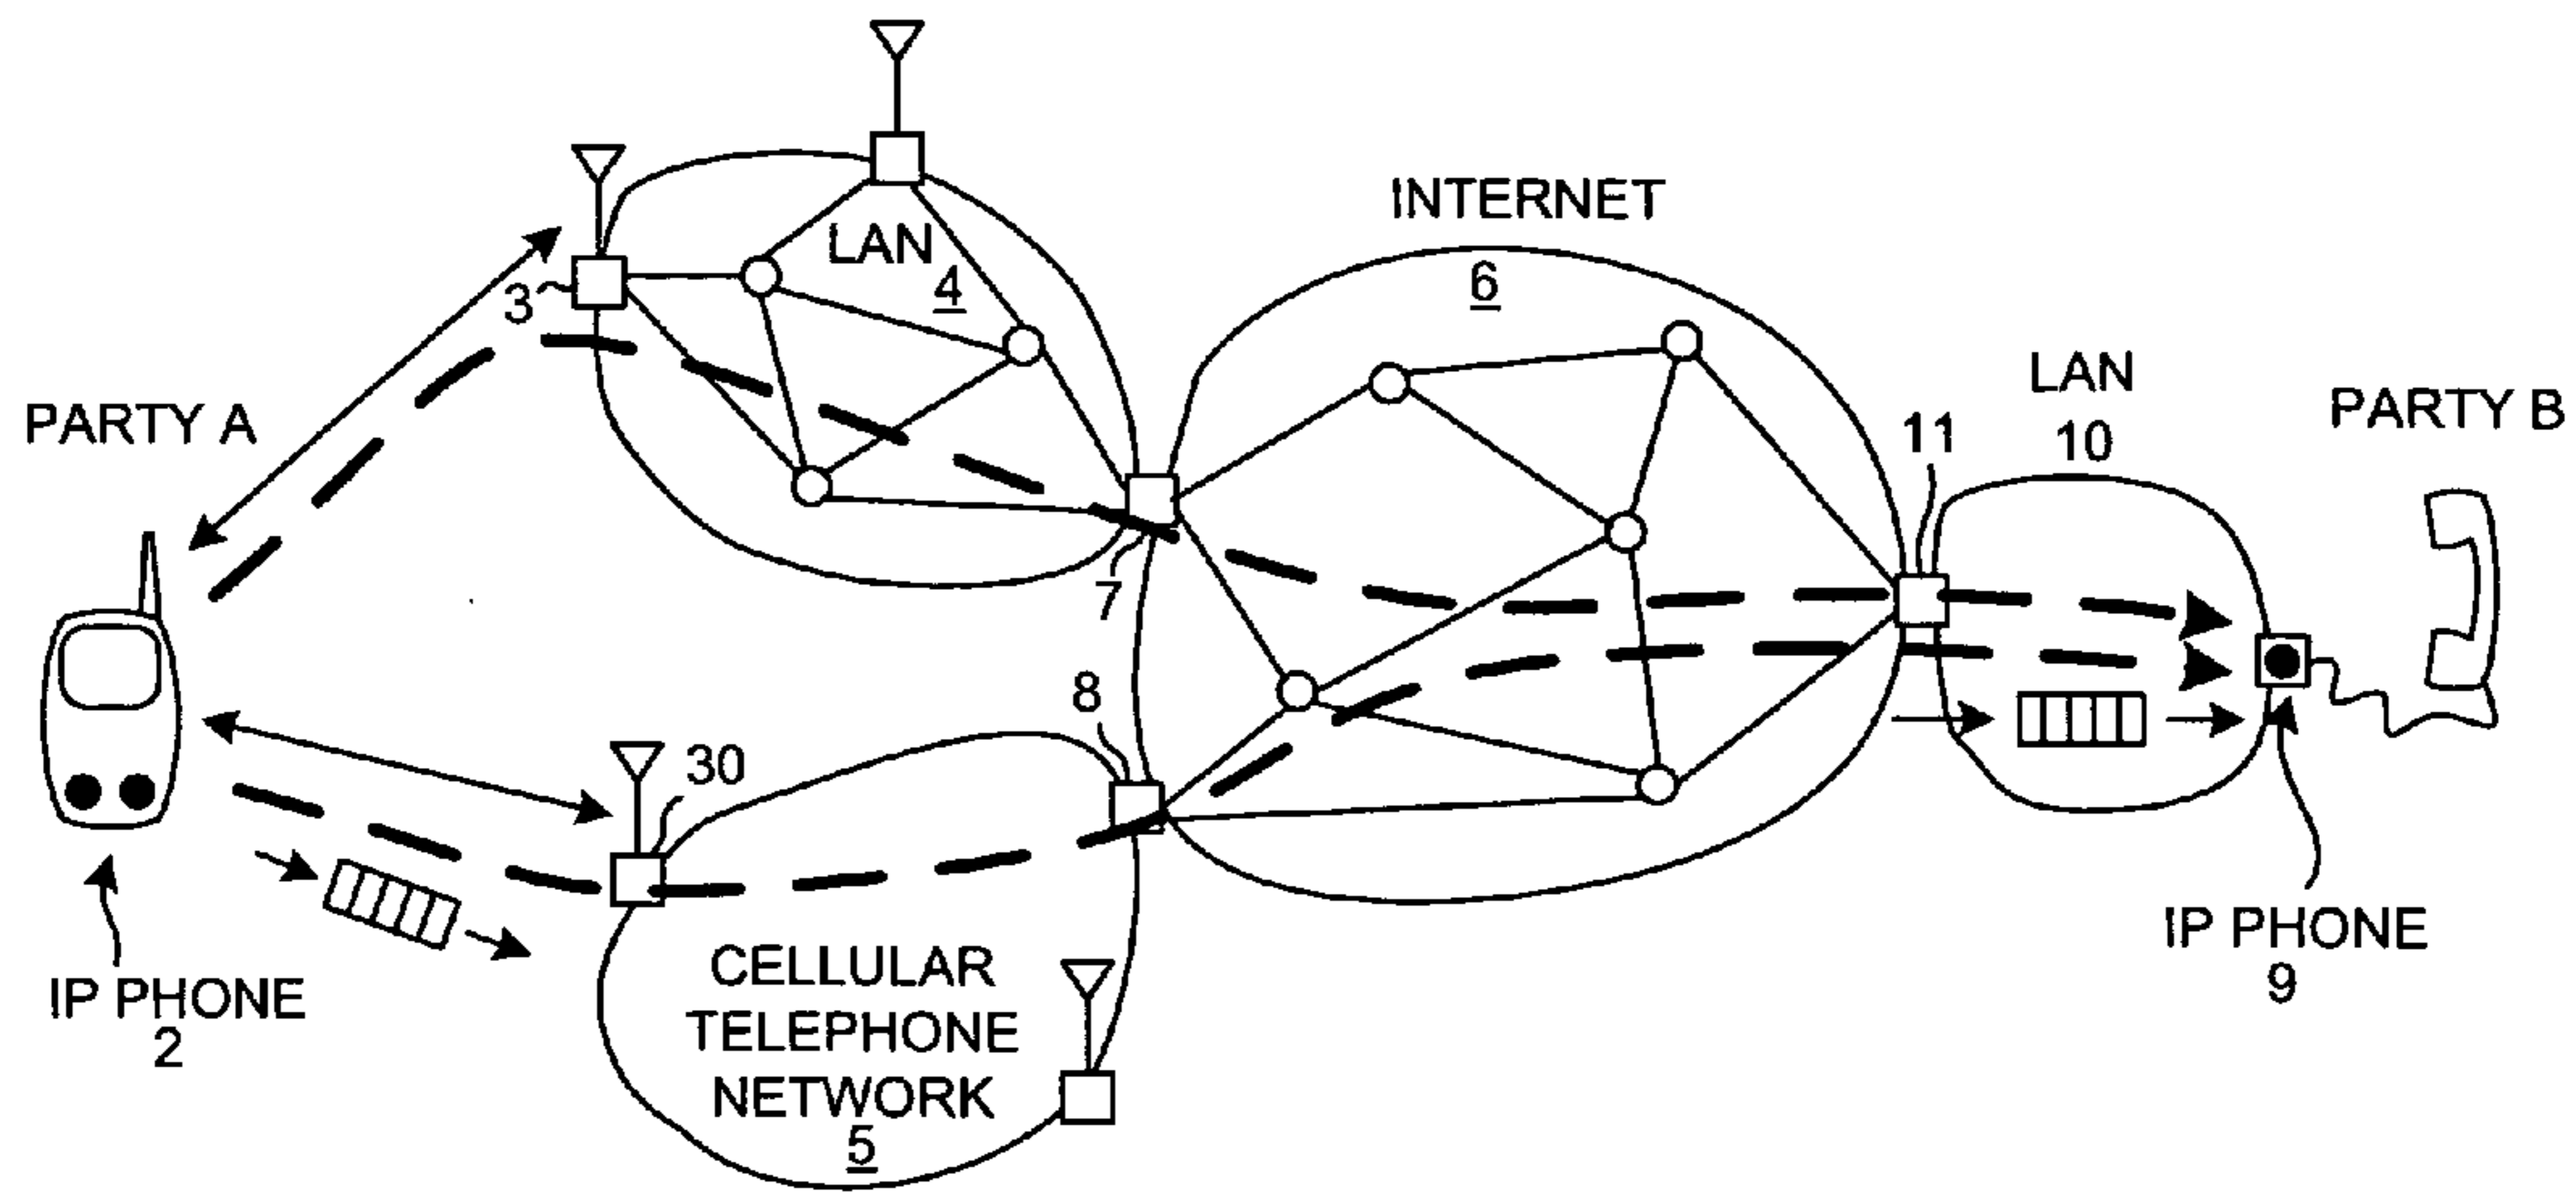 INTERNET
6
LAN
4
3
PARTY A
LAN
10
11
PARTY B
7
8
30
IP PHONE
2
CELLULAR
TELEPHONE
NETWORK
5
IP PHONE
9